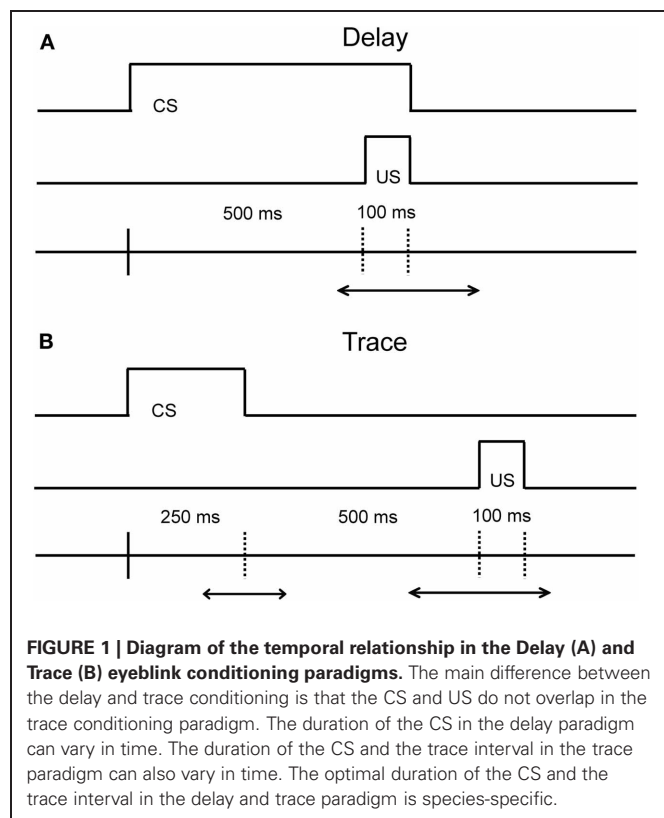 A
Delay
CS
US
500 ms 100 ms
B
Trace
CS
US
250 ms 500 ms 100 ms
FIGURE 1 | Diagram of the temporal relationship in the Delay (A) and
Trace (B) eyeblink conditioning paradigms. The main difference between
the delay and trace conditioning is that the CS and US do not overlap in the
trace conditioning paradigm. The duration of the CS in the delay paradigm
can vary in time. The duration of the CS and the trace interval in the trace
paradigm can also vary in time. The optimal duration of the CS and the
trace interval in the delay and trace paradigm is species-specific.